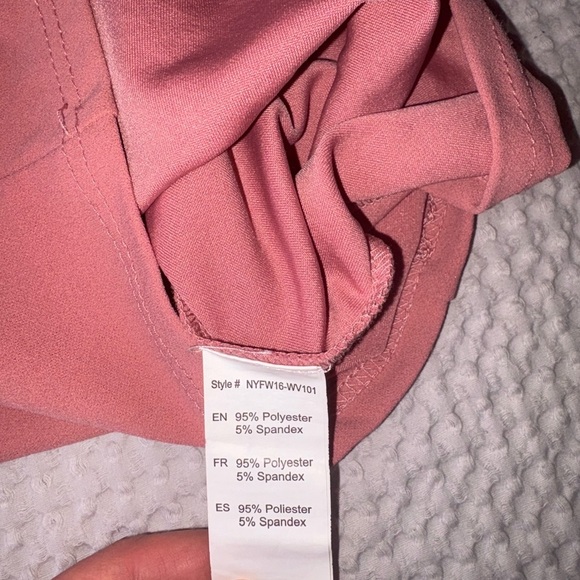 Style # NYFW16-WV101
EN 95% Polyester
5% Spandex
FR 95% Polyester
5% Spandex
ES 95% Poliester
5% Spandex